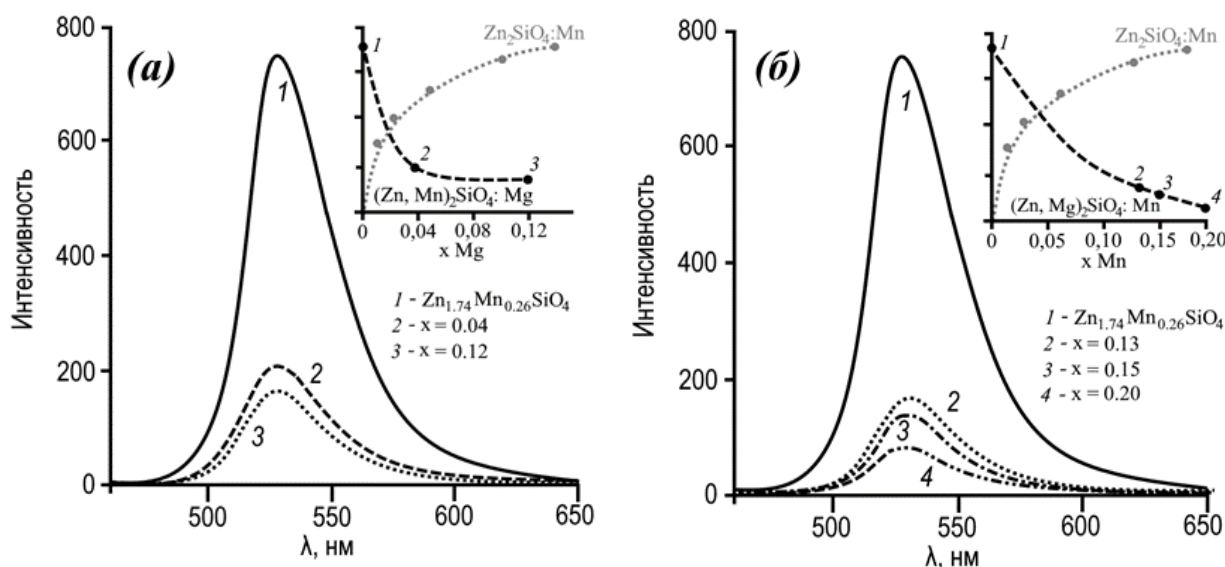 (а)
Интенсивность
800
600
400
200
0
500
550
600
650
λ, нм
1
2
3
1 - Zn1.74Mn0.26SiO4
2 - x = 0.04
3 - x = 0.12
Zn2SiO4:Mn
1
2
3
(Zn, Mn)2SiO4: Mg
0
0,04
0,08
0,12
x Mg
(б)
Интенсивность
800
600
400
200
0
500
550
600
650
λ, нм
1
2
3
4
1 - Zn1.74Mn0.26SiO4
2 - x = 0.13
3 - x = 0.15
4 - x = 0.20
Zn2SiO4:Mn
1
2
3
4
(Zn, Mg)2SiO4: Mn
0
0,05
0,10
0,15
0,20
x Mn